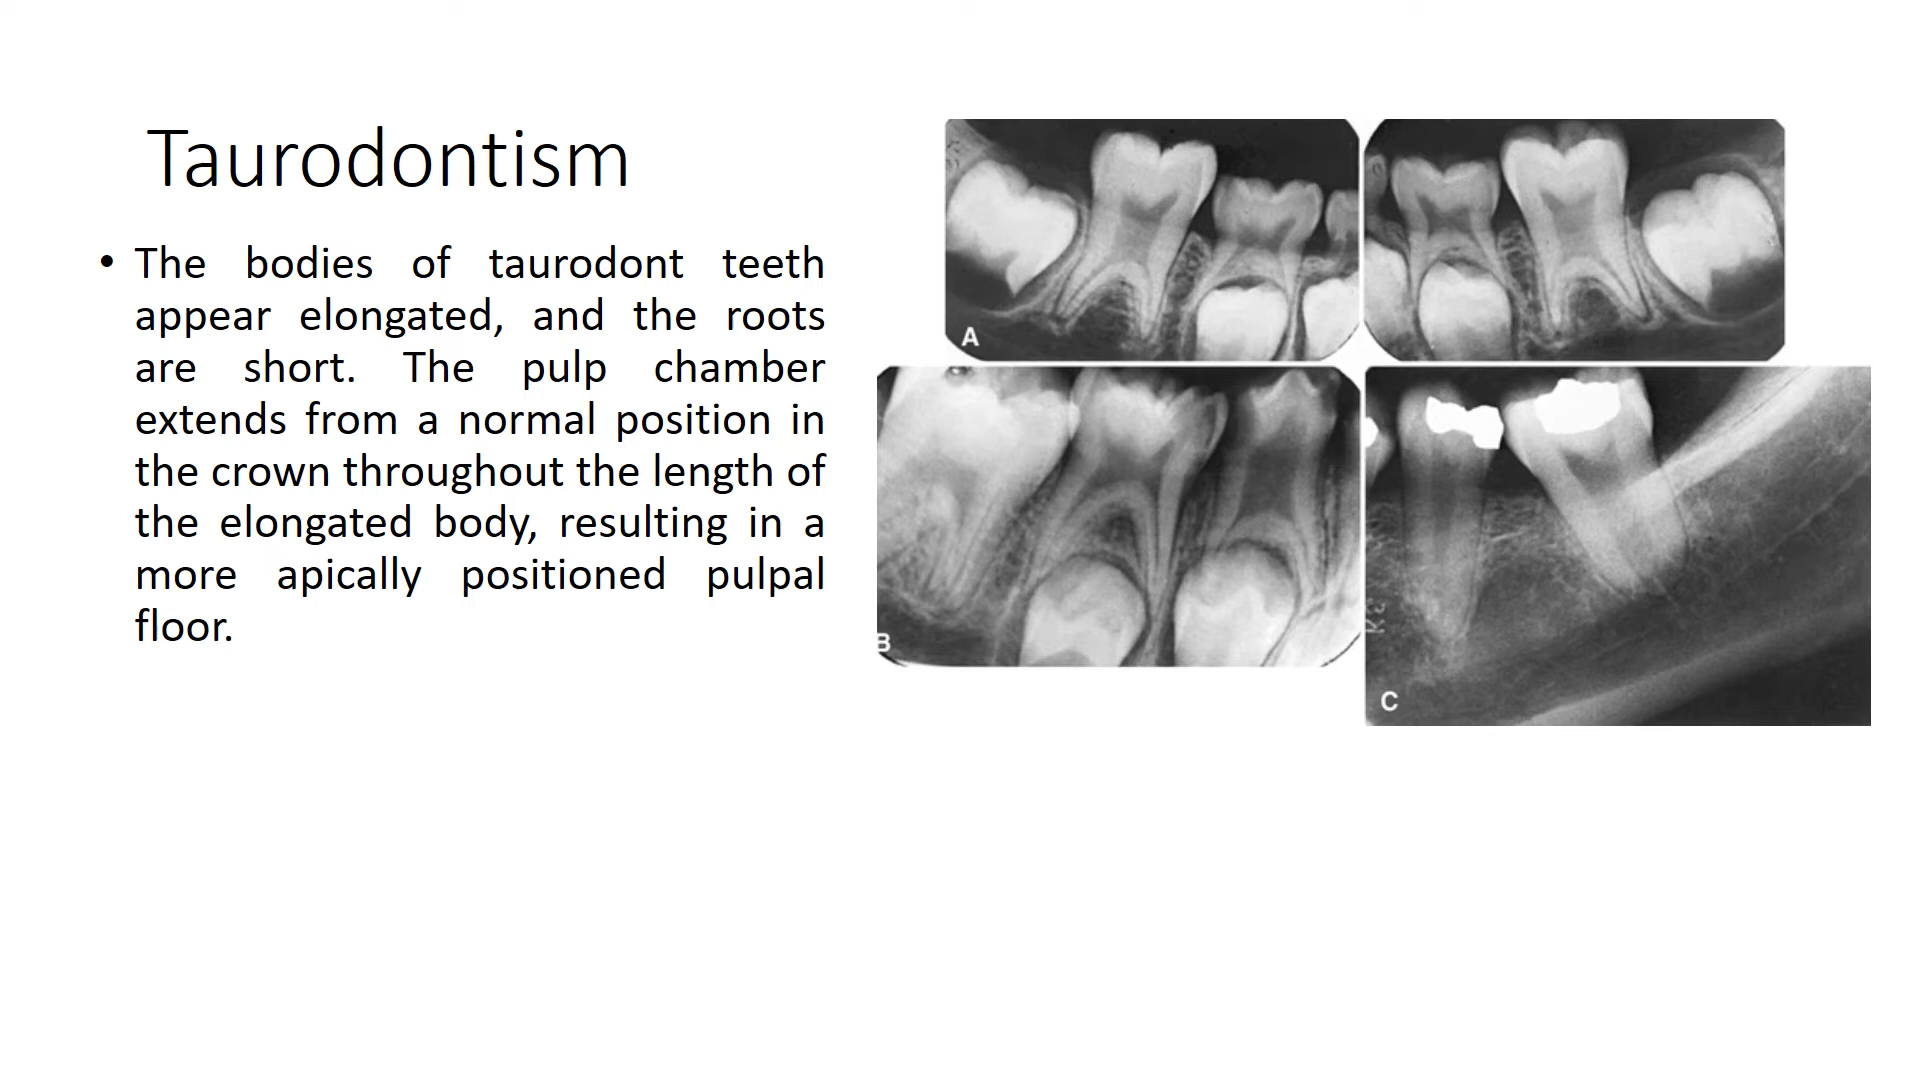 Taurodontism
• The bodies of taurodont teeth
appear elongated, and the roots
are short. The pulp chamber
extends from a normal position in
the crown throughout the length of
the elongated body, resulting in a
more apically positioned pulpal
floor.
A
B
C